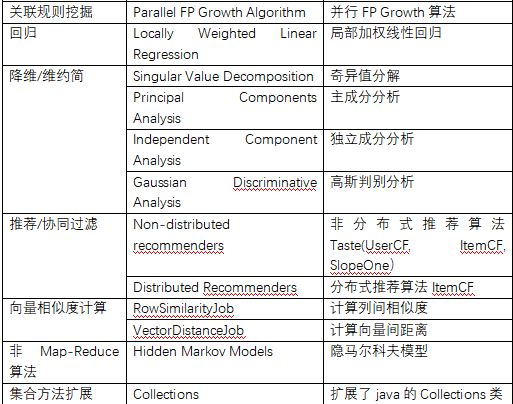 关联规则挖掘 Parallel FP Growth Algorithm 并行 FP Growth 算法
回归 Locally Weighted Linear Regression 局部加权线性回归
降维/维约简 Singular Value Decomposition 奇异值分解
Principal Components Analysis 主成分分析
Independent Component Analysis 独立成分分析
Gaussian Discriminative Analysis 高斯判别分析
推荐/协同过滤 Non-distributed recommenders 非分布式推荐算法 Taste(UserCF, ItemCF, SlopeOne）
Distributed Recommenders 分布式推荐算法 ItemCF
向量相似度计算 RowSimilarityJob 计算列间相似度
VectorDistanceJob 计算向量间距离
非 Map-Reduce 算法 Hidden Markov Models 隐马尔科夫模型
集合方法扩展 Collections 扩展了 java 的 Collections 类